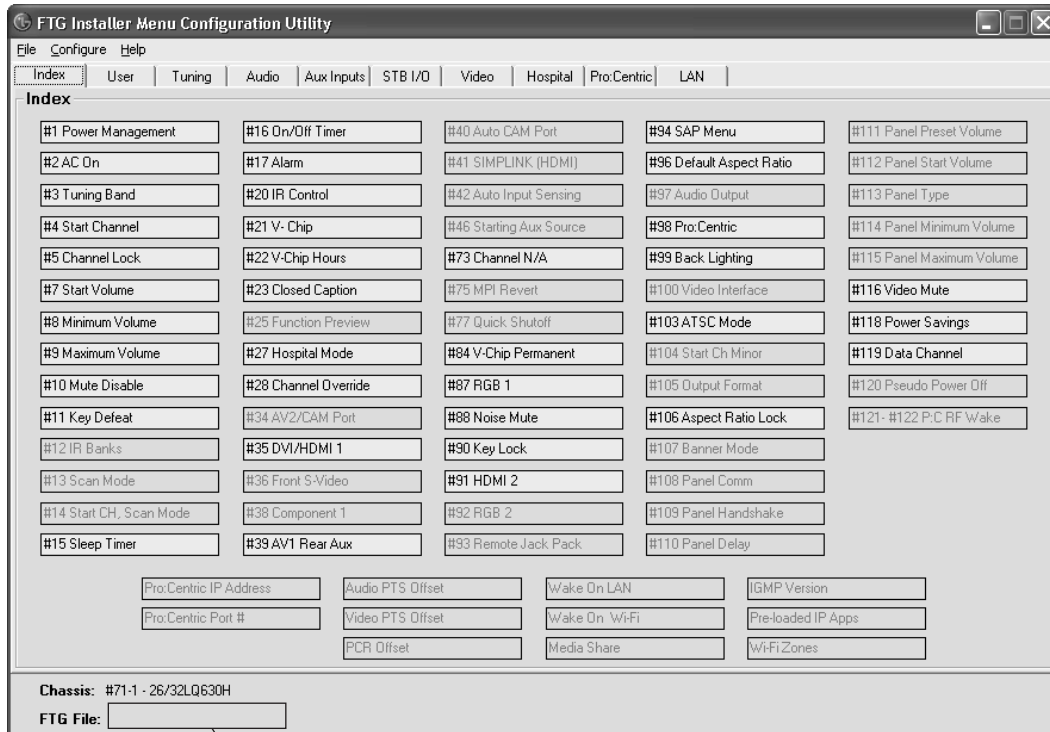 FTG Installer Menu Configuration Utility
File Configure Help
Index User Tuning Audio Aux Inputs STB I/O Video Hospital Pro:Centric LAN
Index
#1 Power Management #16 On/Off Timer #40 Auto CAM Port #94 SAP Menu #111 Panel Preset Volume
#2 AC On #17 Alarm #41 SIMPLINK (HDMI) #96 Default Aspect Ratio #112 Panel Start Volume
#3 Tuning Band #20 IR Control #42 Auto Input Sensing #97 Audio Output #113 Panel Type
#4 Start Channel #21 V- Chip #46 Starting Aux Source #98 Pro:Centric #114 Panel Minimum Volume
#5 Channel Lock #22 V-Chip Hours #73 Channel N/A #99 Back Lighting #115 Panel Maximum Volume
#7 Start Volume #23 Closed Caption #75 MPI Revert #100 Video Interface #116 Video Mute
#8 Minimum Volume #25 Function Preview #77 Quick Shutoff #103 ATSC Mode #118 Power Savings
#9 Maximum Volume #27 Hospital Mode #84 V-Chip Permanent #104 Start Ch Minor #119 Data Channel
#10 Mute Disable #28 Channel Override #87 RGB 1 #105 Output Format #120 Pseudo Power Off
#11 Key Defeat #34 AV2/CAM Port #88 Noise Mute #106 Aspect Ratio Lock #121- #122 P:C RF Wake
#12 IR Banks #35 DVI/HDMI 1 #90 Key Lock #107 Banner Mode
#13 Scan Mode #36 Front S-Video #91 HDMI 2 #108 Panel Comm
#14 Start CH, Scan Mode #38 Component 1 #92 RGB 2 #109 Panel Handshake
#15 Sleep Timer #39 AV1 Rear Aux #93 Remote Jack Pack #110 Panel Delay
Pro:Centric IP Address Audio PTS Offset Wake On LAN IGMP Version
Pro:Centric Port # Video PTS Offset Wake On Wi-Fi Pre-loaded IP Apps
PCR Offset Media Share Wi-Fi Zones
Chassis: #71-1 - 26/32LQ630H
FTG File: